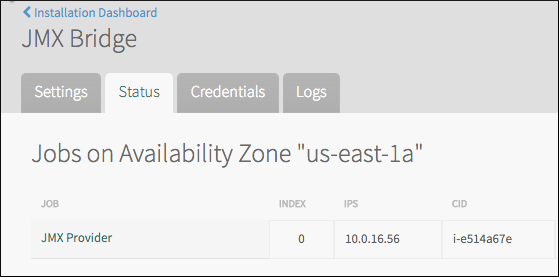 Installation Dashboard
JMX Bridge
Settings Status Credentials Logs
Jobs on Availability Zone "us-east-1a"
JOB INDEX IPS CID
JMX Provider 0 10.0.16.56 i-e514a67e